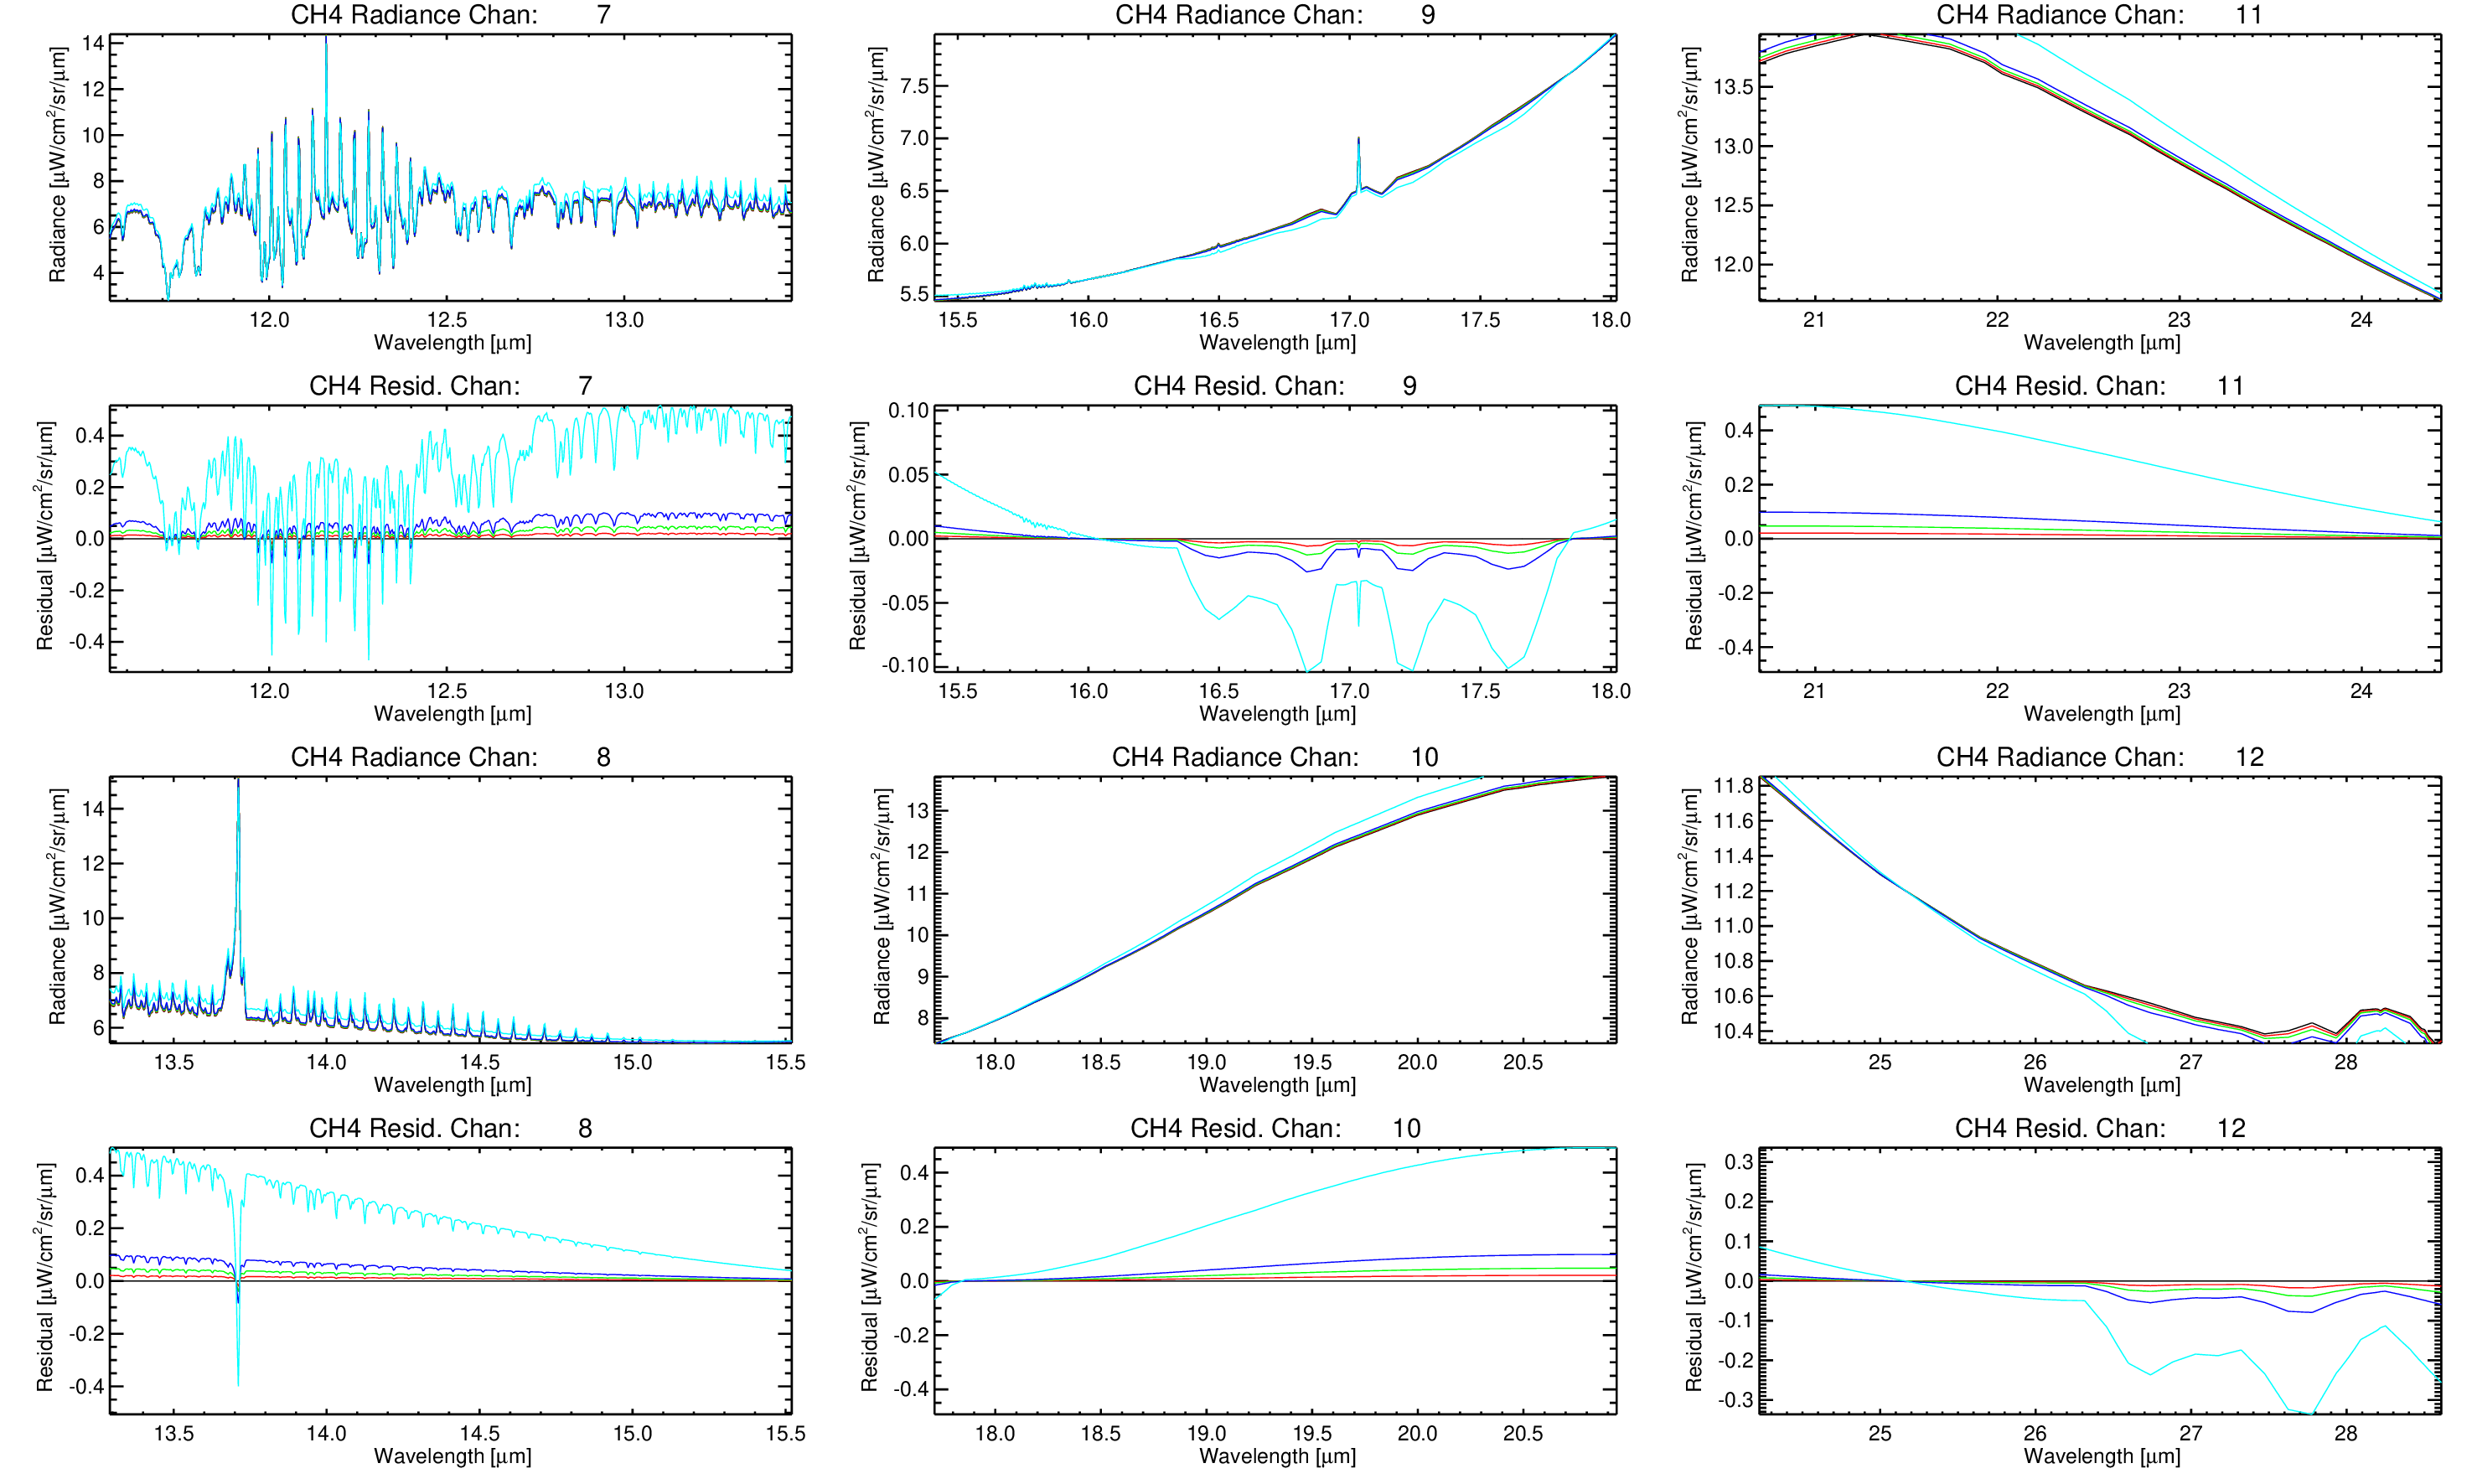 CH4 Radiance Chan: 7
Radiance [μW/cm²/sr/μm]
14
12
10
8
6
4
12.0 12.5 13.0
Wavelength [μm]
CH4 Radiance Chan: 9
Radiance [μW/cm²/sr/μm]
7.5
7.0
6.5
6.0
5.5
15.5 16.0 16.5 17.0 17.5 18.0
Wavelength [μm]
CH4 Radiance Chan: 11
Radiance [μW/cm²/sr/μm]
13.5
13.0
12.5
12.0
21 22 23 24
Wavelength [μm]
CH4 Resid. Chan: 7
Residual [μW/cm²/sr/μm]
0.4
0.2
0.0
-0.2
-0.4
12.0 12.5 13.0
Wavelength [μm]
CH4 Resid. Chan: 9
Residual [μW/cm²/sr/μm]
0.10
0.05
0.00
-0.05
-0.10
15.5 16.0 16.5 17.0 17.5 18.0
Wavelength [μm]
CH4 Resid. Chan: 11
Residual [μW/cm²/sr/μm]
0.4
0.2
0.0
-0.2
-0.4
21 22 23 24
Wavelength [μm]
CH4 Radiance Chan: 8
Radiance [μW/cm²/sr/μm]
14
12
10
8
6
13.5 14.0 14.5 15.0 15.5
Wavelength [μm]
CH4 Radiance Chan: 10
Radiance [μW/cm²/sr/μm]
13
12
11
10
9
8
18.0 18.5 19.0 19.5 20.0 20.5
Wavelength [μm]
CH4 Radiance Chan: 12
Radiance [μW/cm²/sr/μm]
11.8
11.6
11.4
11.2
11.0
10.8
10.6
10.4
25 26 27 28
Wavelength [μm]
CH4 Resid. Chan: 8
Residual [μW/cm²/sr/μm]
0.4
0.2
0.0
-0.2
-0.4
13.5 14.0 14.5 15.0 15.5
Wavelength [μm]
CH4 Resid. Chan: 10
Residual [μW/cm²/sr/μm]
0.4
0.2
0.0
-0.2
-0.4
18.0 18.5 19.0 19.5 20.0 20.5
Wavelength [μm]
CH4 Resid. Chan: 12
Residual [μW/cm²/sr/μm]
0.3
0.2
0.1
0.0
-0.1
-0.2
-0.3
25 26 27 28
Wavelength [μm]